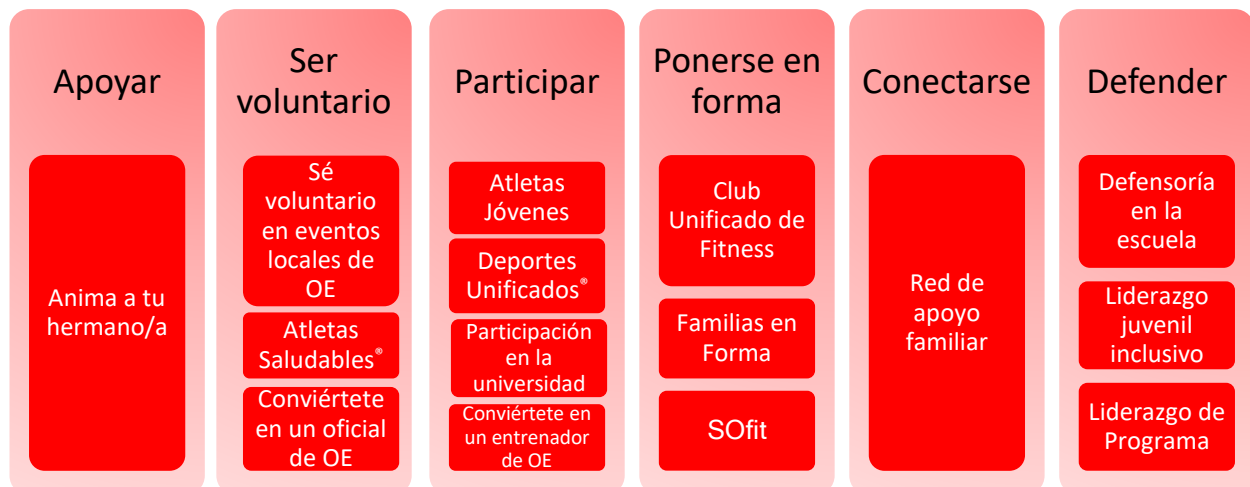 Apoyar
Anima a tu
hermano/a
Ser
voluntario
Sé
voluntario
en eventos
locales de
OE
Atletas
Saludables®
Conviértete
en un oficial
de OE
Participar
Atletas
Jóvenes
Deportes
Unificados®
Participación
en la
universidad
Conviértete en
un entrenador
de OE
Ponerse en
forma
Club
Unificado de
Fitness
Familias en
Forma
SOfit
Conectarse
Red de
apoyo
familiar
Defender
Defensoría
en la
escuela
Liderazgo
juvenil
inclusivo
Liderazgo de
Programa